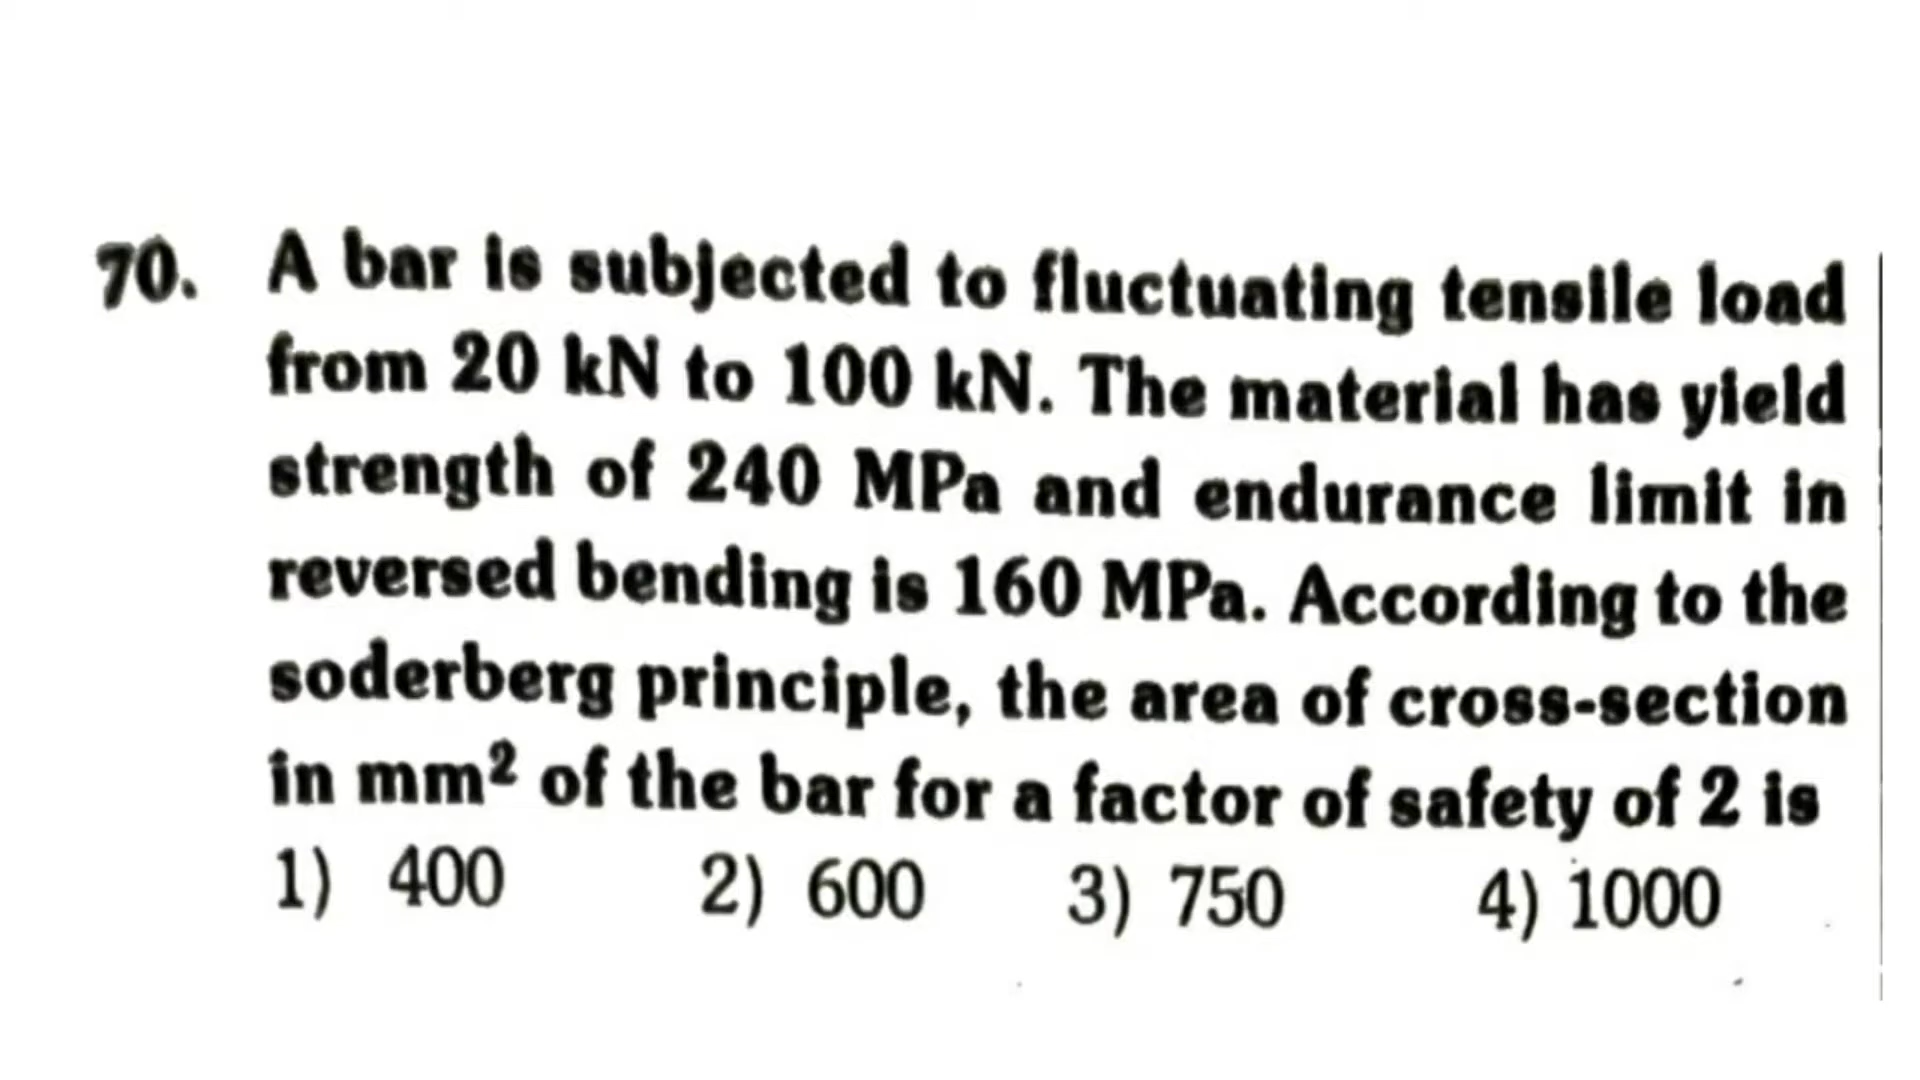 70. A bar is subjected to fluctuating tensile load
from 20 kN to 100 kN. The material has yield
strength of 240 MPa and endurance limit in
reversed bending is 160 MPa. According to the
soderberg principle, the area of cross-section
in mm² of the bar for a factor of safety of 2 is
1) 400 2) 600 3) 750 4) 1000